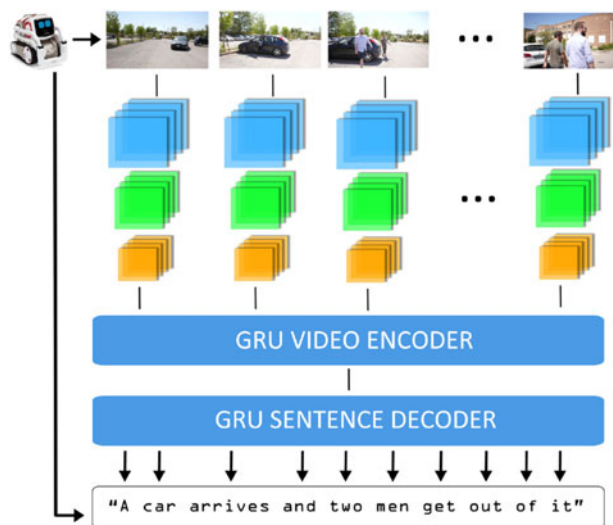 GRU VIDEO ENCODER
GRU SENTENCE DECODER
“A car arrives and two men get out of it”